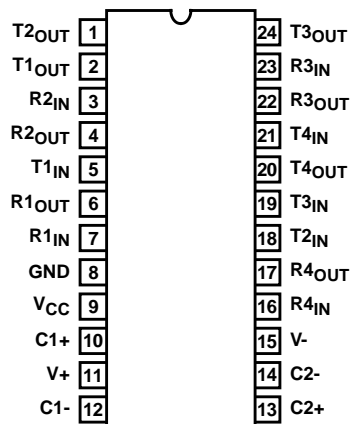 T2OUT 1 24 T3OUT
T1OUT 2 23 R3IN
R2IN 3 22 R3OUT
R2OUT 4 21 T4IN
T1IN 5 20 T4OUT
R1OUT 6 19 T3IN
R1IN 7 18 T2IN
GND 8 17 R4OUT
VCC 9 16 R4IN
C1+ 10 15 V-
V+ 11 14 C2-
C1- 12 13 C2+